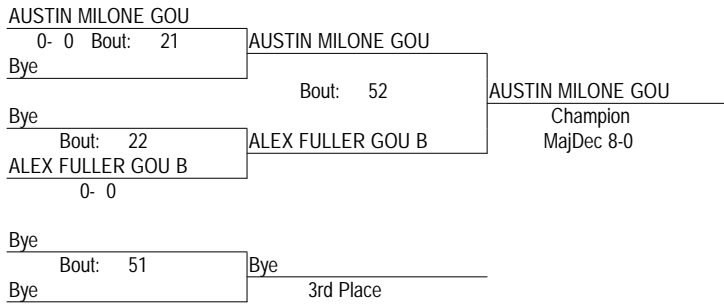 AUSTIN MILONE GOU
0- 0 Bout: 21
AUSTIN MILONE GOU
Bye
Bout: 52
AUSTIN MILONE GOU
Bye
Champion
Bout: 22
ALEX FULLER GOU B
MajDec 8-0
ALEX FULLER GOU B
0- 0
Bye
Bout: 51
Bye
Bye
3rd Place